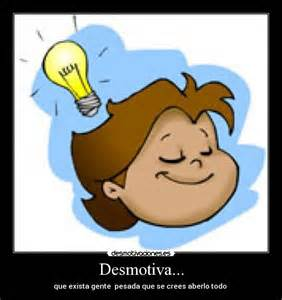 desmotivaciones.es
Desmotiva...
que exista gente pesada que se crees aberlo todo